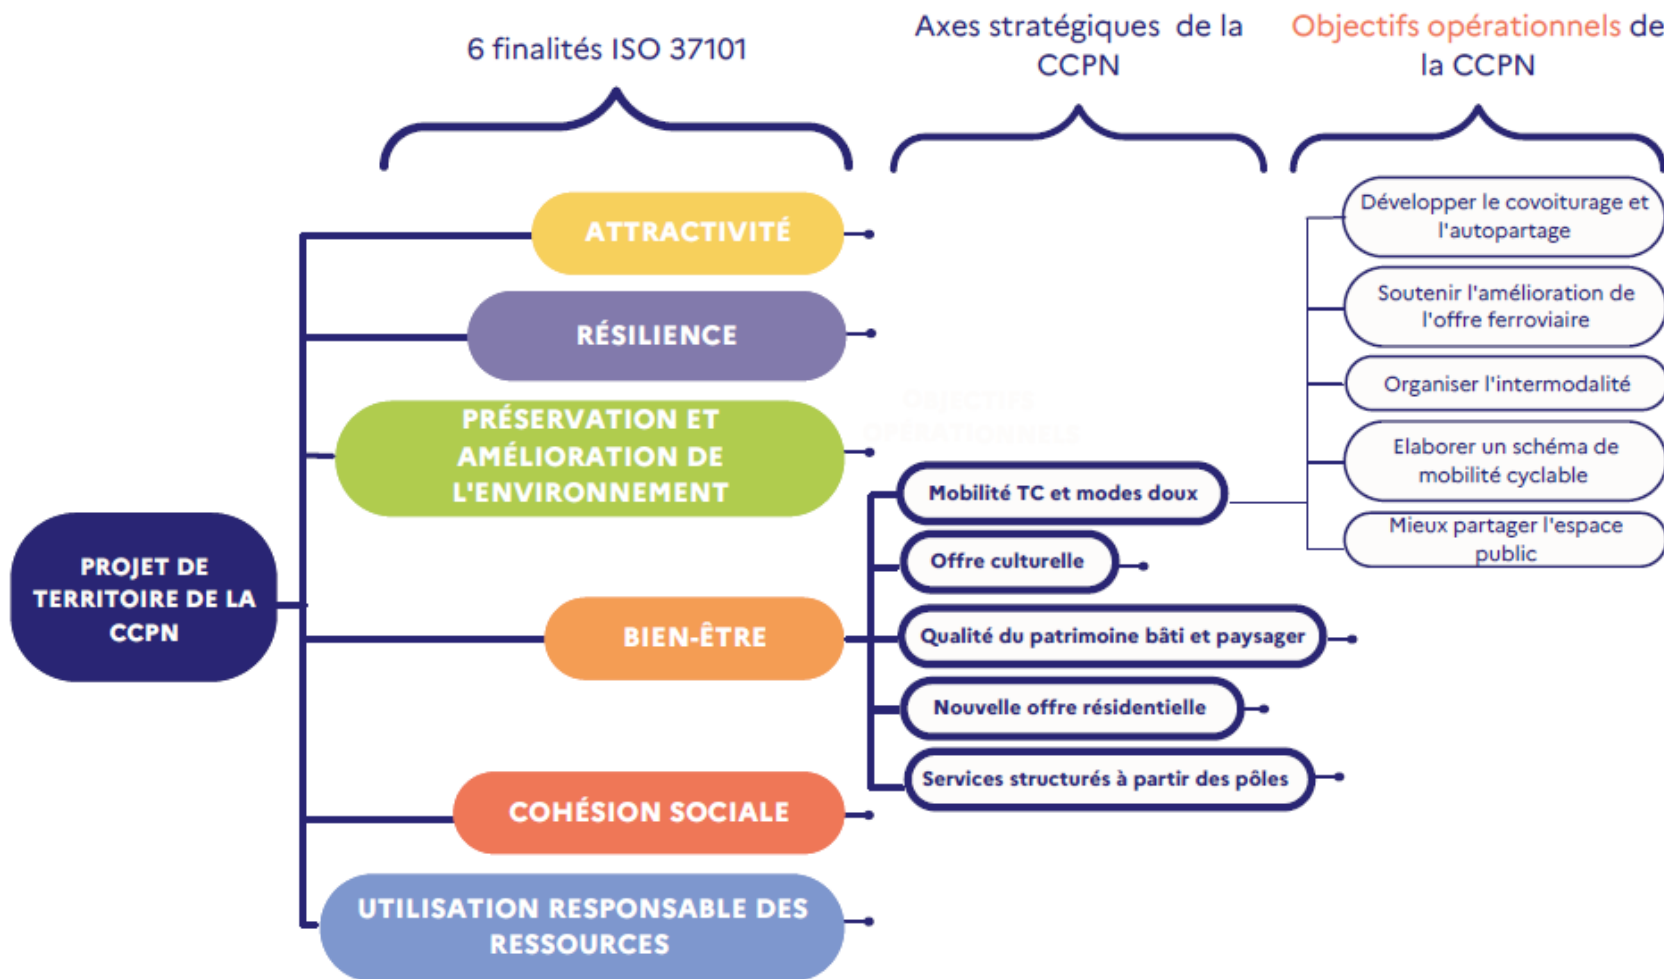 6 finalités ISO 37101
Axes stratégiques de la
CCPN
Objectifs opérationnels de
la CCPN
PROJET DE
TERRITOIRE DE LA
CCPN
ATTRACTIVITÉ
RÉSILIENCE
PRÉSERVATION ET
AMÉLIORATION DE
L'ENVIRONNEMENT
BIEN-ÊTRE
COHÉSION SOCIALE
UTILISATION RESPONSABLE DES
RESSOURCES
OBJECTIFS
OPÉRATIONNELS
Mobilité TC et modes doux
Offre culturelle
Qualité du patrimoine bâti et paysager
Nouvelle offre résidentielle
Services structurés à partir des pôles
Développer le covoiturage et
l'autopartage
Soutenir l'amélioration de
l'offre ferroviaire
Organiser l'intermodalité
Elaborer un schéma de
mobilité cyclable
Mieux partager l'espace
public